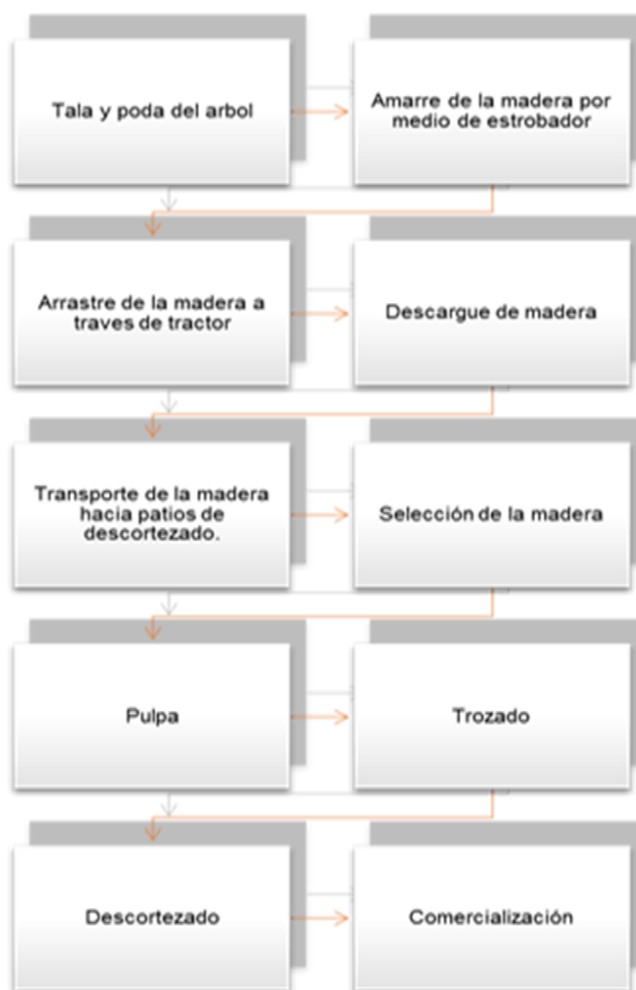 Tala y poda del arbol
Amarre de la madera por
medio de estrobador
Arrastre de la madera a
traves de tractor
Descargue de madera
Transporte de la madera
hacia patios de
descortezado.
Selección de la madera
Pulpa
Trozado
Descortezado
Comercialización